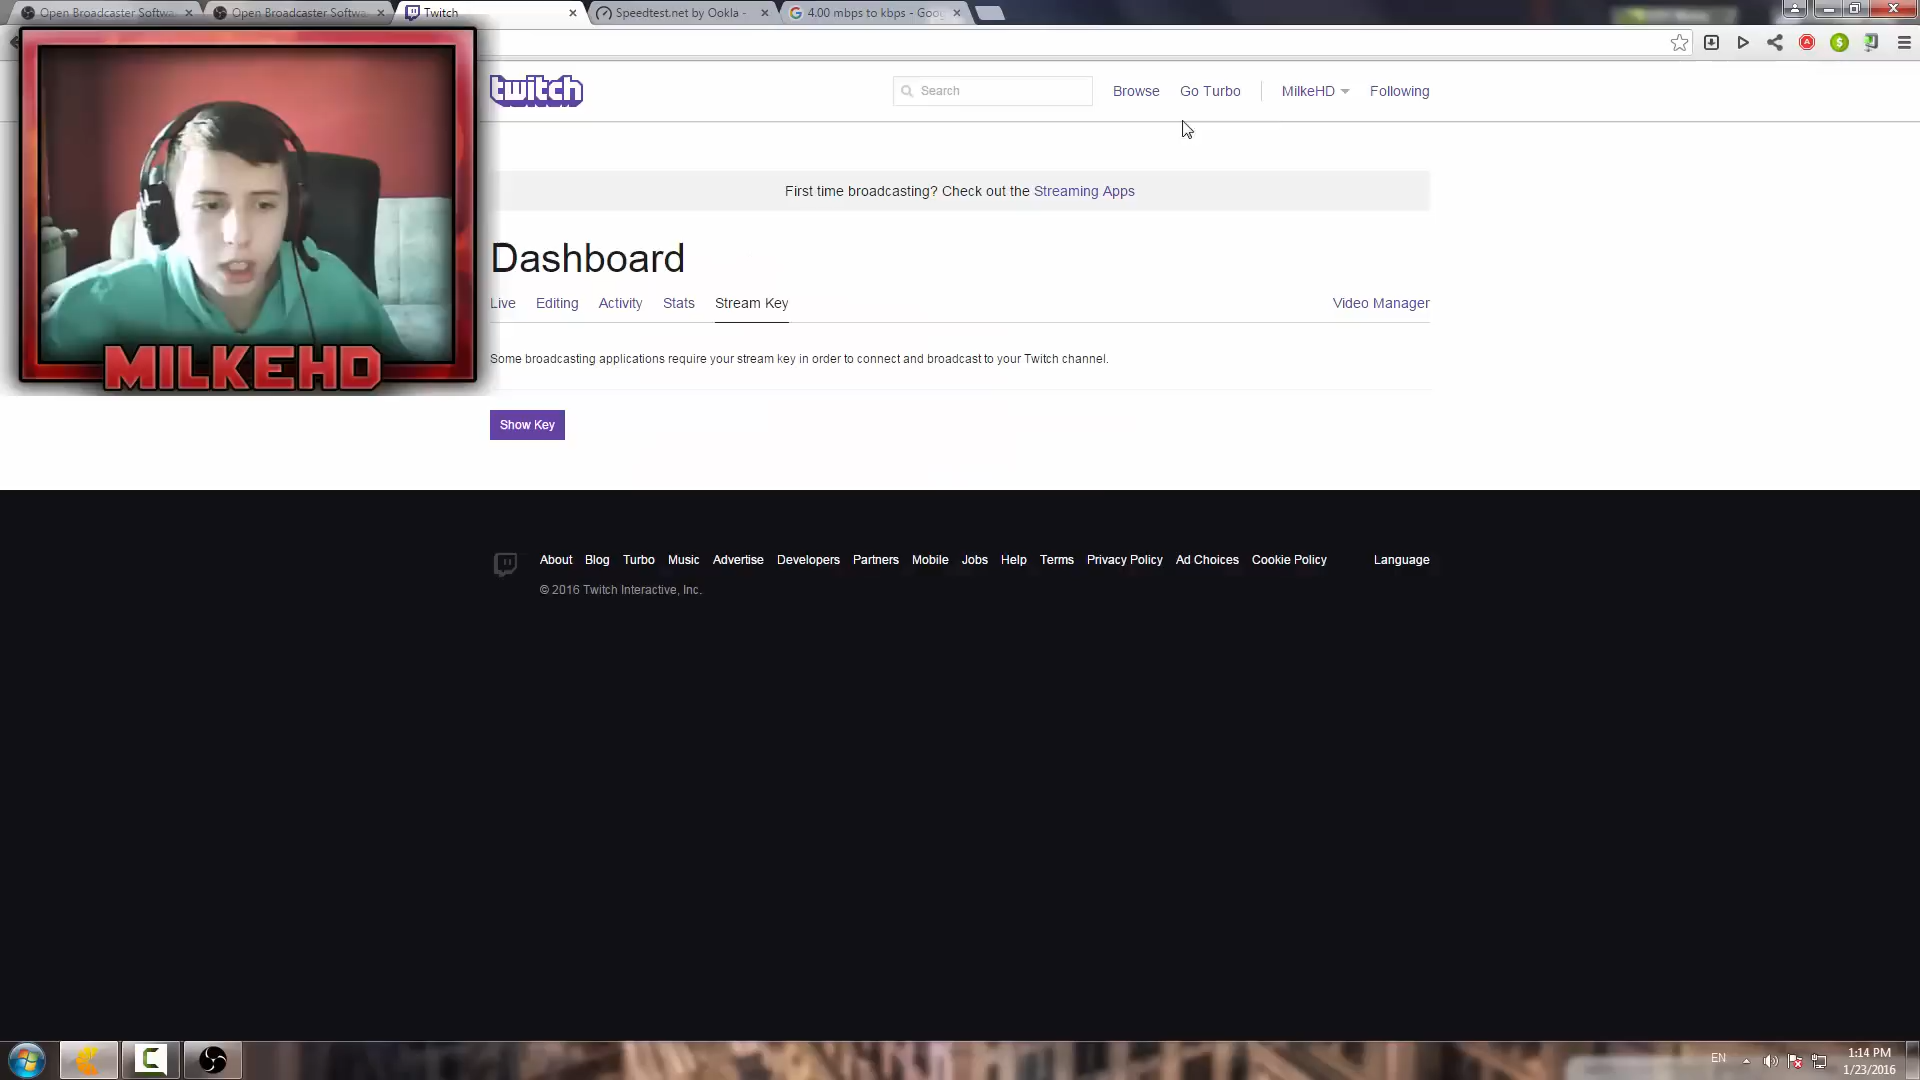 Open Broadcaster Softwa
Open Broadcaster Softwa
Twitch
Speedtest.net by Ookla -
4.00 mbps to kbps - Goo
twitch
Search
Browse
Go Turbo
MilkeHD
Following
First time broadcasting? Check out the Streaming Apps
Dashboard
Live
Editing
Activity
Stats
Stream Key
Video Manager
MILKEHD
Some broadcasting applications require your stream key in order to connect and broadcast to your Twitch channel.
Show Key
About
Blog
Turbo
Music
Advertise
Developers
Partners
Mobile
Jobs
Help
Terms
Privacy Policy
Ad Choices
Cookie Policy
Language
© 2016 Twitch Interactive, Inc.
EN
1:14 PM
1/23/2016